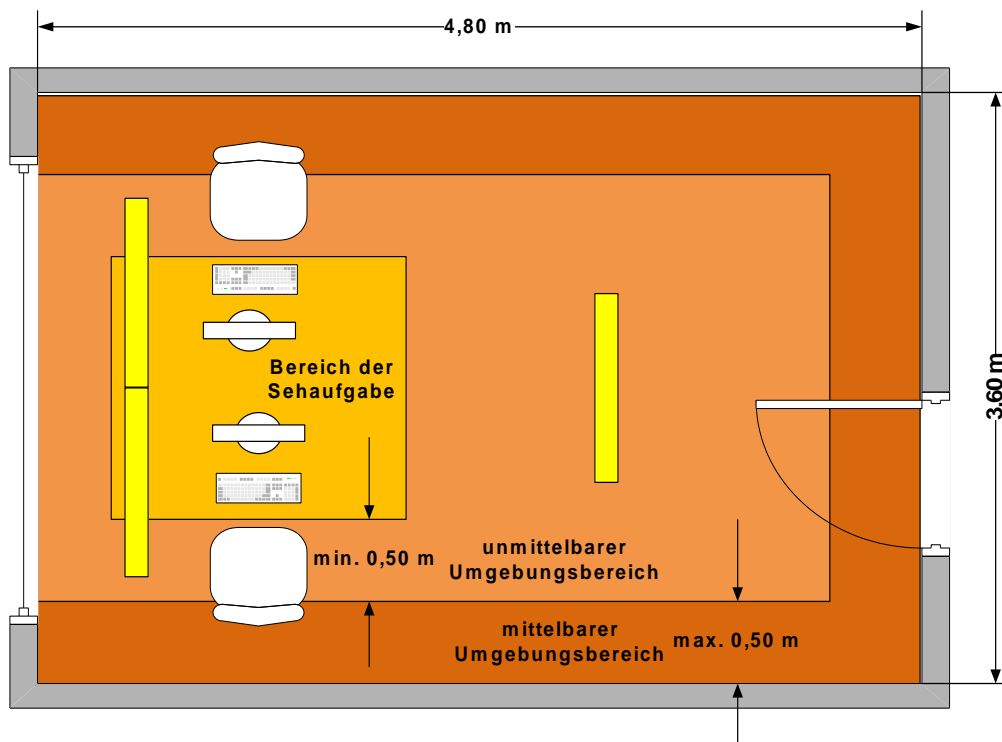 4,80 m
3.60 m
Bereich der
Sehaufgabe
min. 0,50 m
unmittelbarer
Umgebungsbereich
mittelbarer
Umgebungsbereich
max. 0,50 m